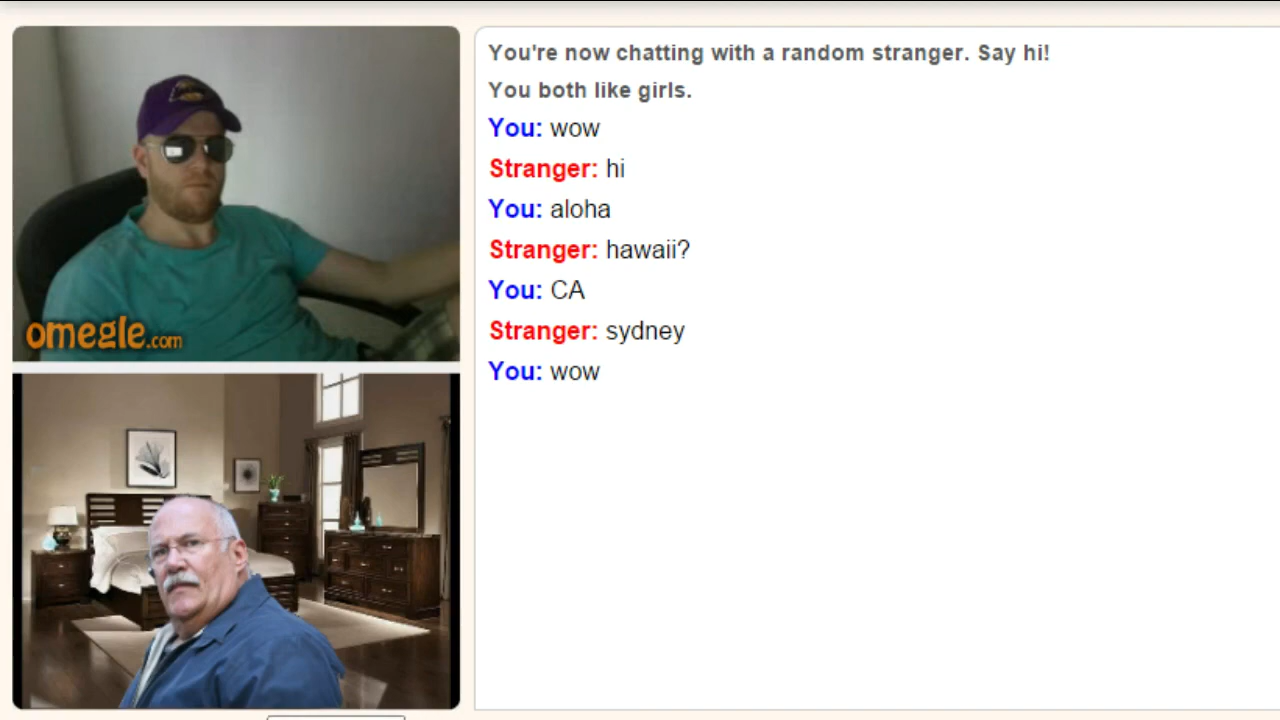 You're now chatting with a random stranger. Say hi!
You both like girls.
You: wow
Stranger: hi
You: aloha
Stranger: hawaii?
You: CA
Stranger: sydney
You: wow
omegle.com